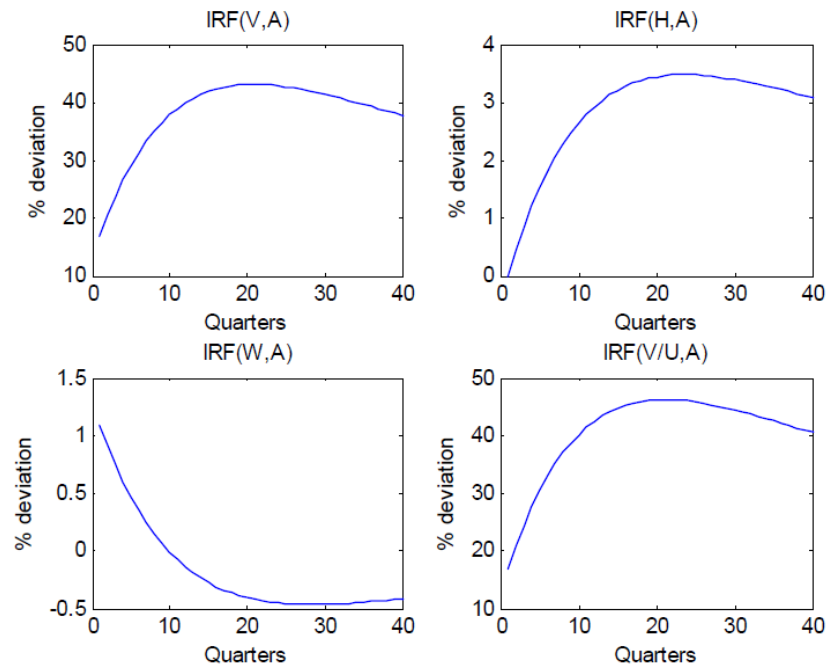 IRF(V,A)
50
40
30
20
10
% deviation
0 10 20 30 40
Quarters
IRF(H,A)
4
3
2
1
0
% deviation
0 10 20 30 40
Quarters
IRF(W,A)
1.5
1
0.5
0
-0.5
% deviation
0 10 20 30 40
Quarters
IRF(V/U,A)
50
40
30
20
10
% deviation
0 10 20 30 40
Quarters